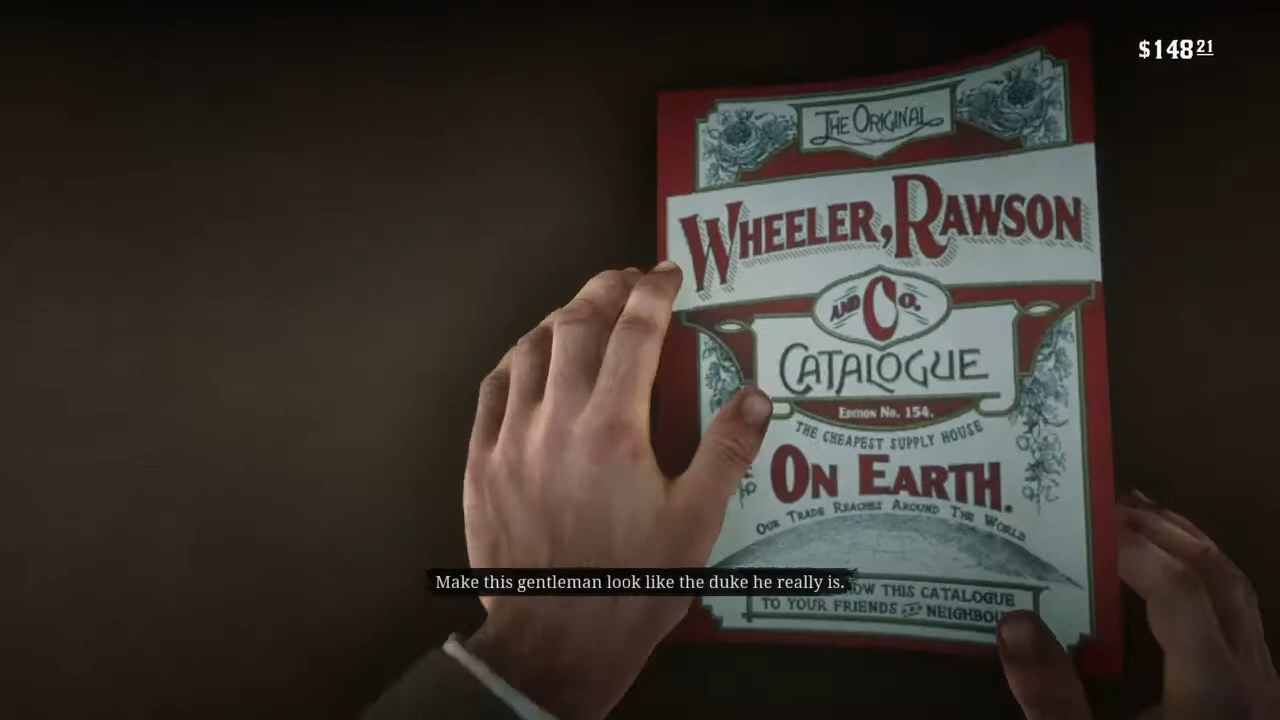 $148 21
THE ORIGINAL
WHEELER, RAWSON
AND CO.
CATALOGUE
EDITION NO. 154.
THE CHEAPEST SUPPLY HOUSE
ON EARTH.
OUR TRADE REACHES AROUND THE WORLD
Make this gentleman look like the duke he really is.
THIS CATALOGUE
TO YOUR FRIENDS AND